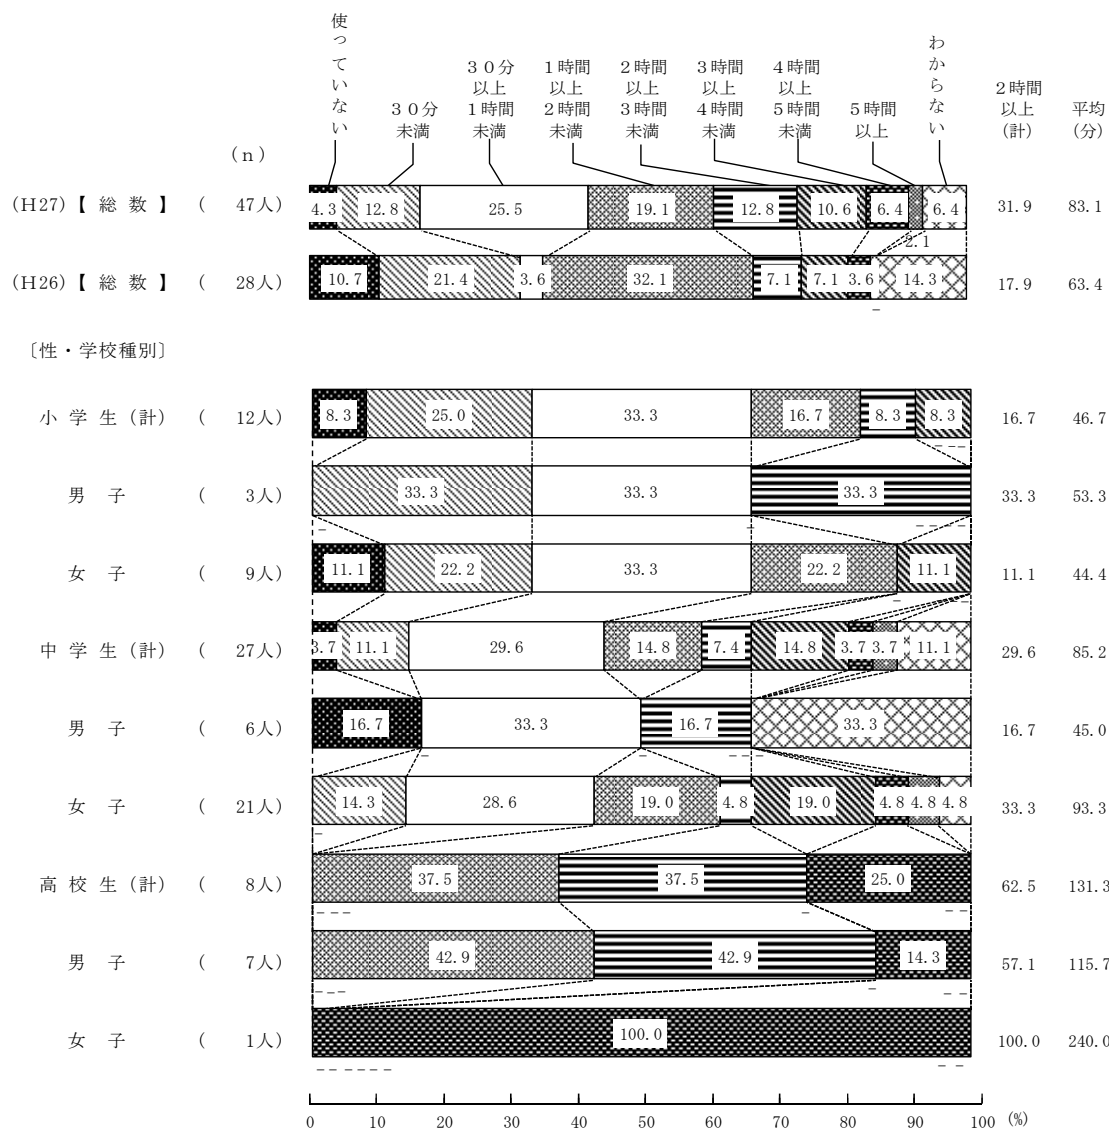 使っていない
３０分
未満
３０分
以上
１時間
未満
１時間
以上
２時間
未満
２時間
以上
３時間
未満
３時間
以上
４時間
未満
４時間
以上
５時間
未満
５時間
以上
わからない
２時間
以上
（計）
平均
（分）
（ｎ）
(H27)【 総 数 】 ( 47人) 4.3 12.8 25.5 19.1 12.8 10.6 6.4 2.1 6.4 31.9 83.1
(H26)【 総 数 】 ( 28人) 10.7 21.4 3.6 32.1 7.1 7.1 3.6 - 14.3 17.9 63.4
〔性・学校種別〕
小 学 生（計） ( 12人) 8.3 25.0 33.3 16.7 8.3 8.3 - - - 16.7 46.7
男 子 ( 3人) - 33.3 33.3 - 33.3 - - - - 33.3 53.3
女 子 ( 9人) 11.1 22.2 33.3 22.2 - 11.1 - - - 11.1 44.4
中 学 生（計） ( 27人) 3.7 11.1 29.6 14.8 7.4 14.8 3.7 3.7 11.1 29.6 85.2
男 子 ( 6人) 16.7 - 33.3 - 16.7 - - - 33.3 16.7 45.0
女 子 ( 21人) - 14.3 28.6 19.0 4.8 19.0 4.8 4.8 4.8 33.3 93.3
高 校 生（計） ( 8人) - - - 37.5 37.5 - 25.0 - - 62.5 131.3
男 子 ( 7人) - - - 42.9 42.9 - 14.3 - - 57.1 115.7
女 子 ( 1人) - - - - - - 100.0 - - 100.0 240.0
0 10 20 30 40 50 60 70 80 90 100 (%)